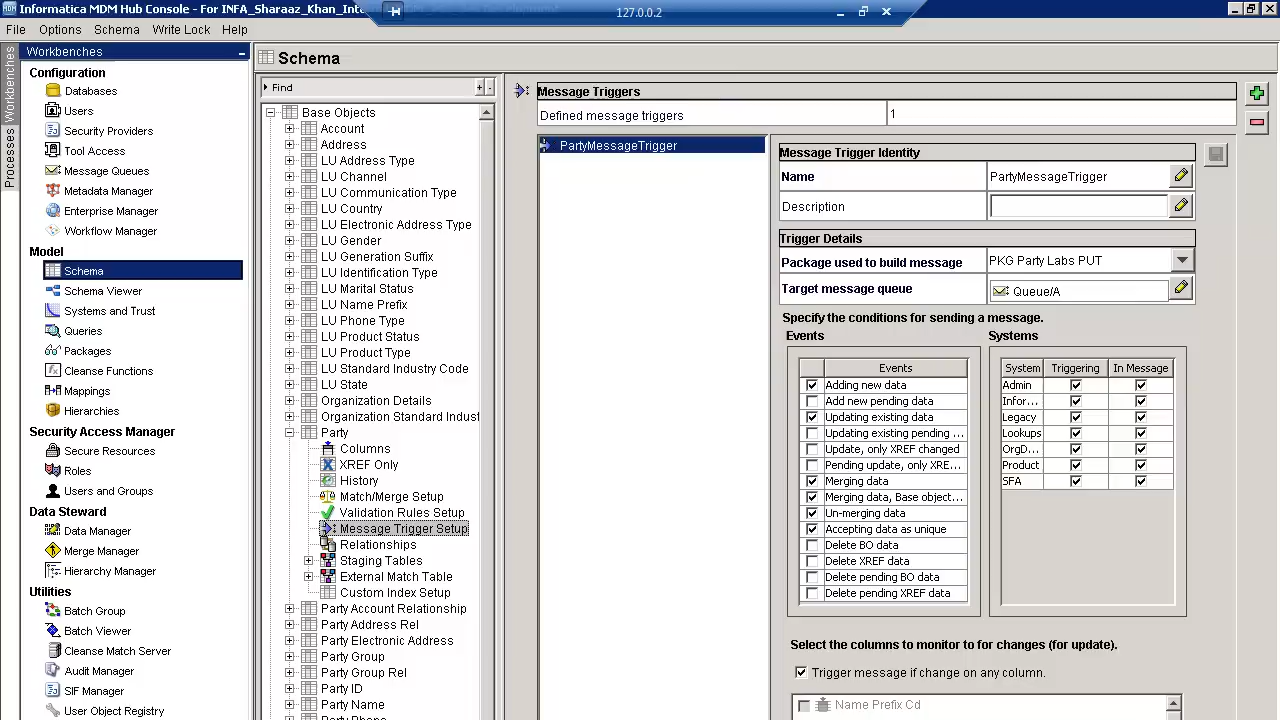 Informatica MDM Hub Console - For INFA_Sharaaz_Khan_Inte
127.0.0.2
File Options Schema Write Lock Help
Workbenches
Processes
Workbenches
Configuration
Databases
Users
Security Providers
Tool Access
Message Queues
Metadata Manager
Enterprise Manager
Workflow Manager
Model
Schema
Schema Viewer
Systems and Trust
Queries
Packages
Cleanse Functions
Mappings
Hierarchies
Security Access Manager
Secure Resources
Roles
Users and Groups
Data Steward
Data Manager
Merge Manager
Hierarchy Manager
Utilities
Batch Group
Batch Viewer
Cleanse Match Server
Audit Manager
SIF Manager
User Object Registry
Schema
Find
Base Objects
Account
Address
LU Address Type
LU Channel
LU Communication Type
LU Country
LU Electronic Address Type
LU Gender
LU Generation Suffix
LU Identification Type
LU Marital Status
LU Name Prefix
LU Phone Type
LU Product Status
LU Product Type
LU Standard Industry Code
LU State
Organization Details
Organization Standard Indust
Party
Columns
XREF Only
History
Match/Merge Setup
Validation Rules Setup
Message Trigger Setup
Relationships
Staging Tables
External Match Table
Custom Index Setup
Party Account Relationship
Party Address Rel
Party Electronic Address
Party Group
Party Group Rel
Party ID
Party Name
Message Triggers
Defined message triggers 1
PartyMessageTrigger
Message Trigger Identity
Name PartyMessageTrigger
Description
Trigger Details
Package used to build message PKG Party Labs PUT
Target message queue Queue/A
Specify the conditions for sending a message.
Events
Events
Adding new data
Add new pending data
Updating existing data
Updating existing pending ...
Update, only XREF changed
Pending update, only XRE...
Merging data
Merging data, Base object...
Un-merging data
Accepting data as unique
Delete BO data
Delete XREF data
Delete pending BO data
Delete pending XREF data
Systems
System Triggering In Message
Admin
Infor...
Legacy
Lookups
OrgD...
Product
SFA
Select the columns to monitor to for changes (for update).
Trigger message if change on any column.
Name Prefix Cd